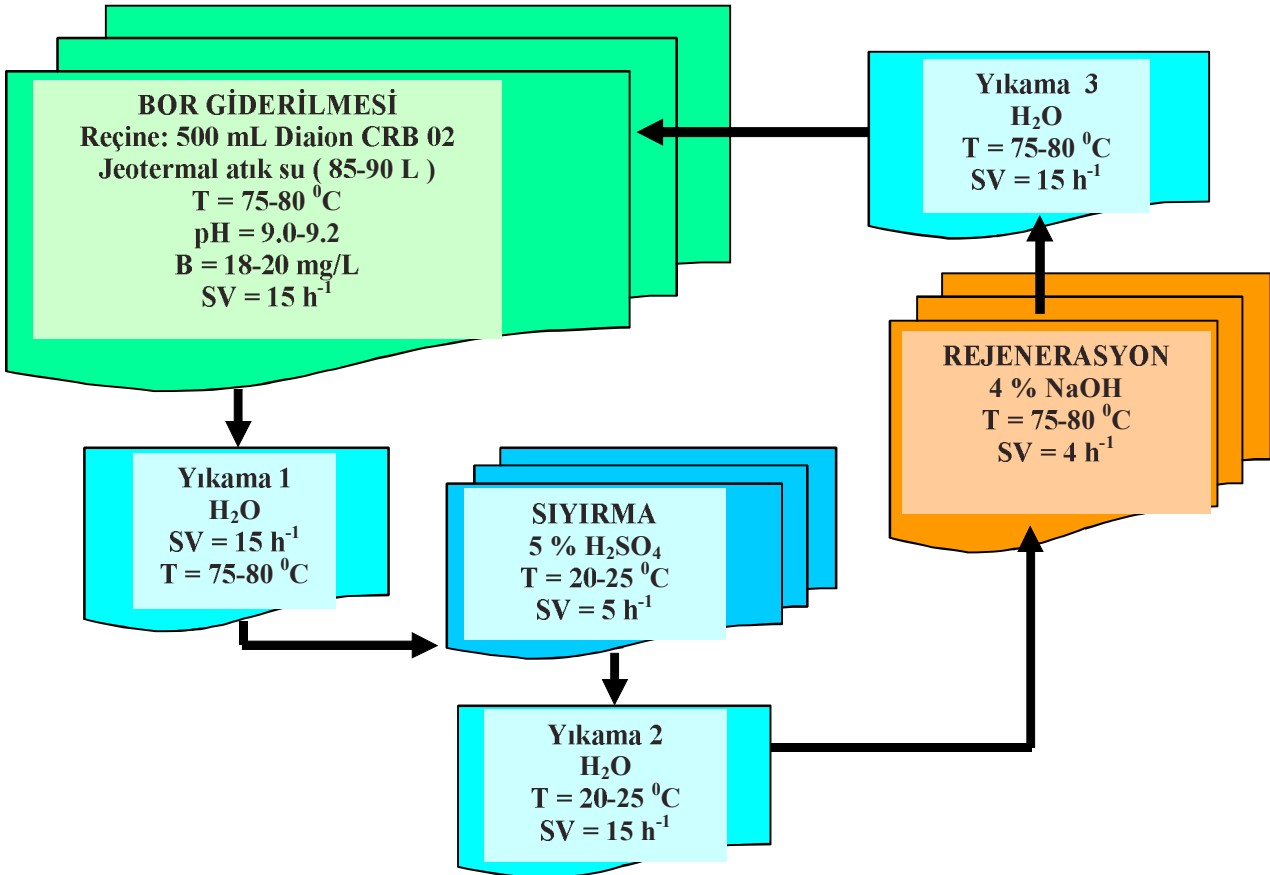 BOR GİDERİLMESİ
Reçine: 500 mL Diaion CRB 02
Jeotermal atık su ( 85-90 L )
T = 75-80 ⁰C
pH = 9.0-9.2
B = 18-20 mg/L
SV = 15 h⁻¹
Yıkama 1
H₂O
SV = 15 h⁻¹
T = 75-80 ⁰C
SIYIRMA
5 % H₂SO₄
T = 20-25 ⁰C
SV = 5 h⁻¹
Yıkama 2
H₂O
T = 20-25 ⁰C
SV = 15 h⁻¹
REJENERASYON
4 % NaOH
T = 75-80 ⁰C
SV = 4 h⁻¹
Yıkama 3
H₂O
T = 75-80 ⁰C
SV = 15 h⁻¹